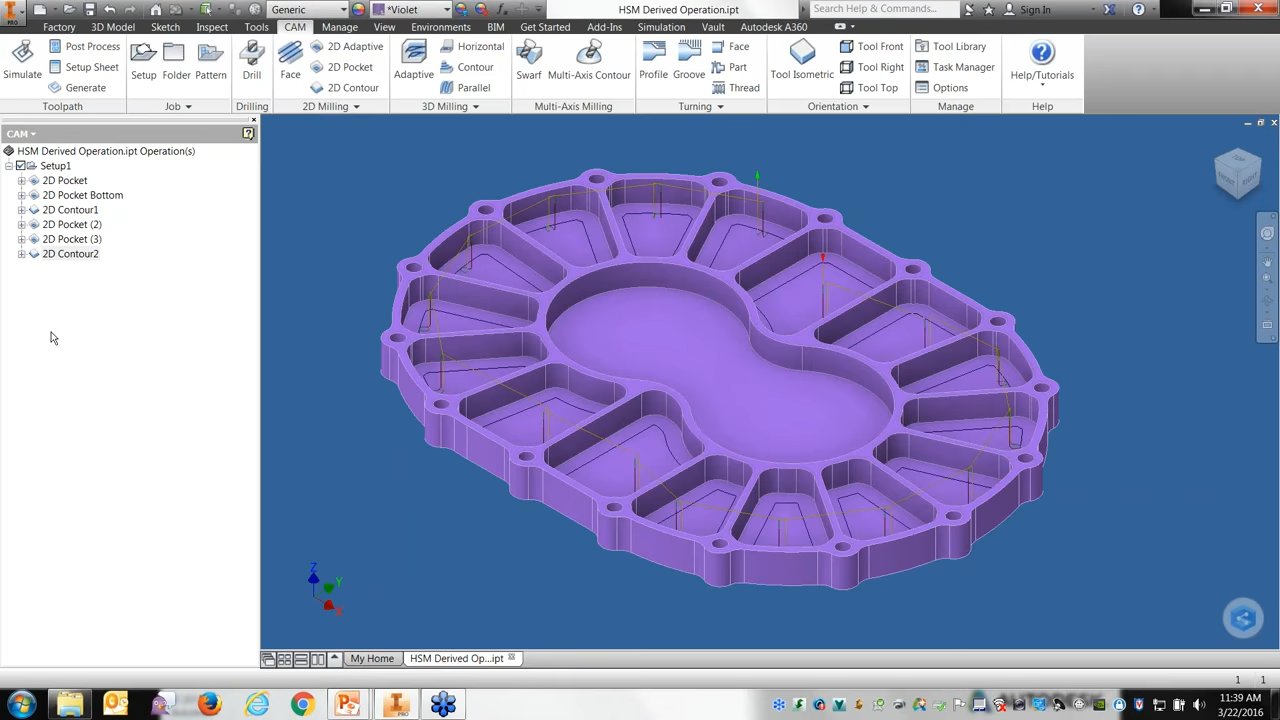 PRO
Generic
*Violet
HSM Derived Operation.ipt
Search Help & Commands...
Sign In
Factory 3D Model Sketch Inspect Tools CAM Manage View Environments BIM Get Started Add-Ins Simulation Vault Autodesk A360
Simulate
Post Process
Setup Sheet
Generate
Toolpath
Setup
Folder
Pattern
Job
Drill
Drilling
Face
2D Adaptive
2D Pocket
2D Contour
2D Milling
Adaptive
Horizontal
Contour
Parallel
3D Milling
Swarf
Multi-Axis Contour
Multi-Axis Milling
Profile
Groove
Face
Part
Thread
Turning
Tool Isometric
Tool Front
Tool Right
Tool Top
Orientation
Tool Library
Task Manager
Options
Manage
Help/Tutorials
Help
CAM
HSM Derived Operation.ipt Operation(s)
Setup1
2D Pocket
2D Pocket Bottom
2D Contour1
2D Pocket (2)
2D Pocket (3)
2D Contour2
TOP
FRONT
RIGHT
Z
Y
X
My Home
HSM Derived Op...ipt
1 1
PRO
11:39 AM
3/22/2016